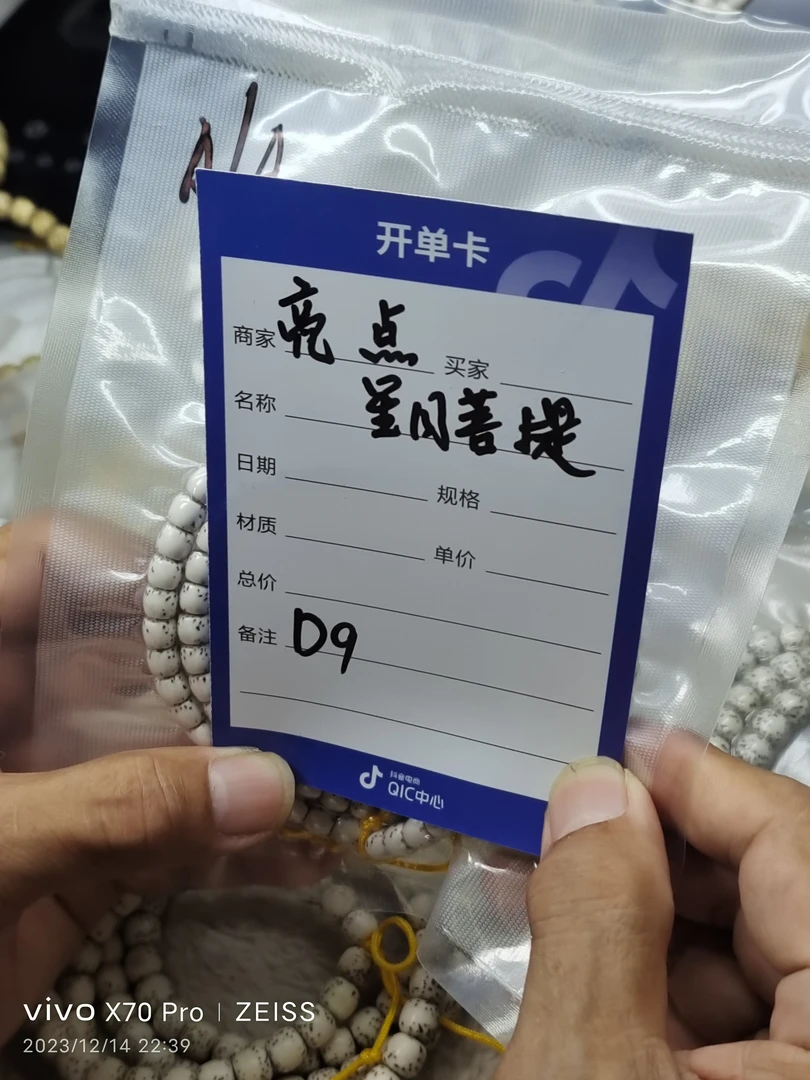 开单卡
商家 亮点 买家
名称 星月菩提
日期 规格
材质 单价
总价
备注 D9
抖音电商
QIC中心
vivo X70 Pro | ZEISS
2023/12/14 22:39